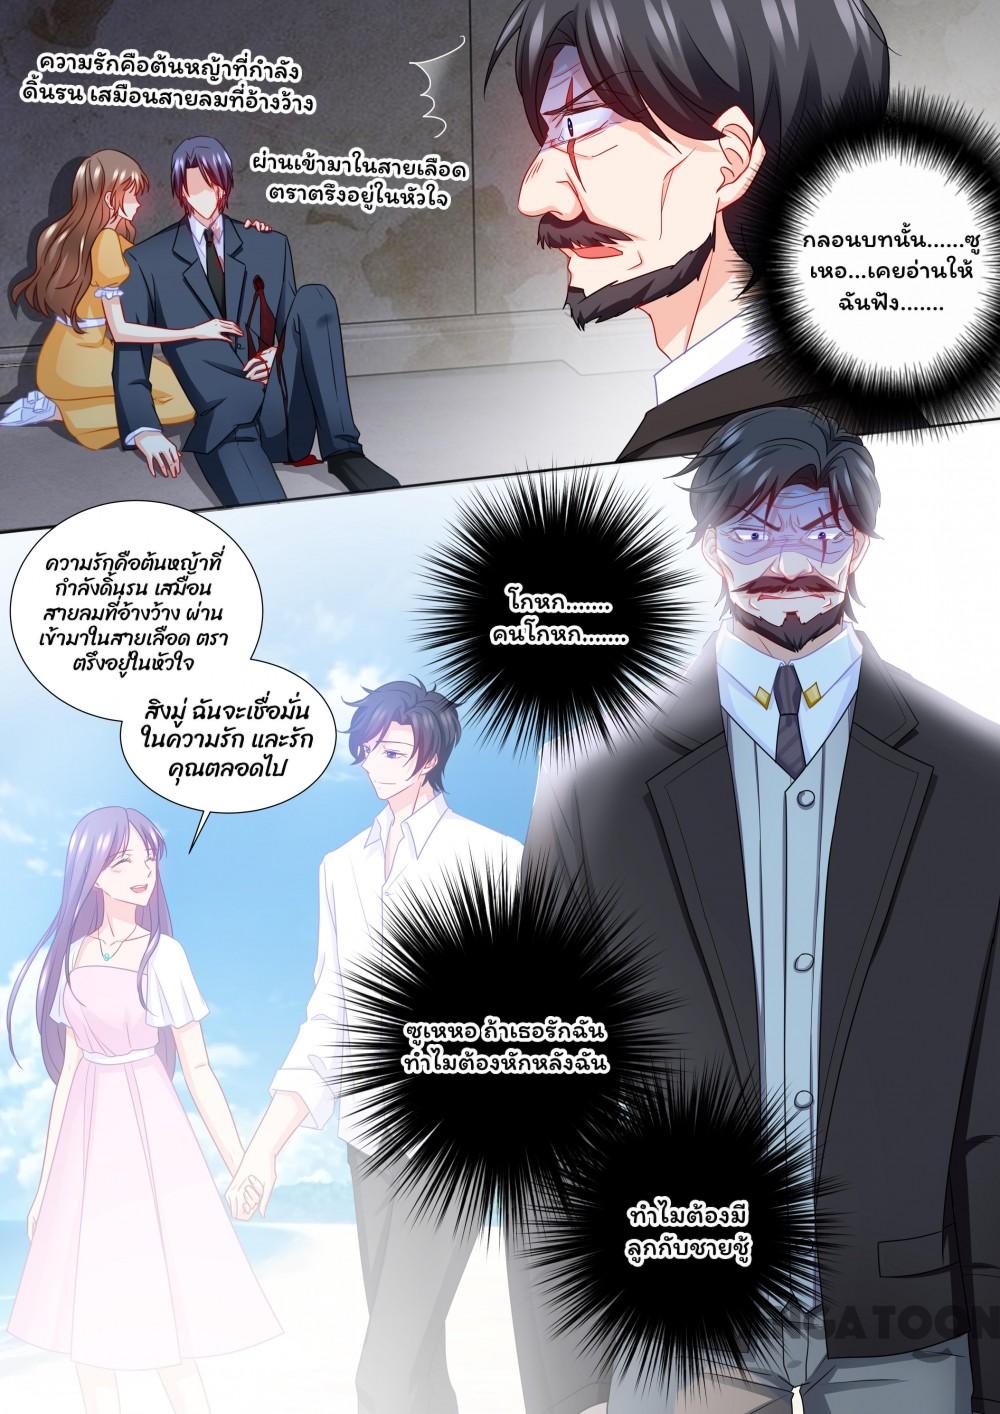 ความรักคือต้นหญ้าที่กำลัง
ดิ้นรน เสมือนสายลมที่อ้างว้าง
ผ่านเข้ามาในสายเลือด
ตราตรึงอยู่ในหัวใจ
กลอนบทนั้น......ซู
เหอ...เคยอ่านให้
ฉันฟัง.......
ความรักคือต้นหญ้าที่
กำลังดิ้นรน เสมือน
สายลมที่อ้างว้าง ผ่าน
เข้ามาในสายเลือด ตรา
ตรึงอยู่ในหัวใจ
สิงมู่ ฉันจะเชื่อมั่น
ในความรัก และรัก
คุณตลอดไป
โกหก.......
คนโกหก.......
ซูเหหอ ถ้าเธอรักฉัน
ทำไมต้องหักหลังฉัน
ทำไมต้องมี
ลูกกับชายชู้
MANGA TOON